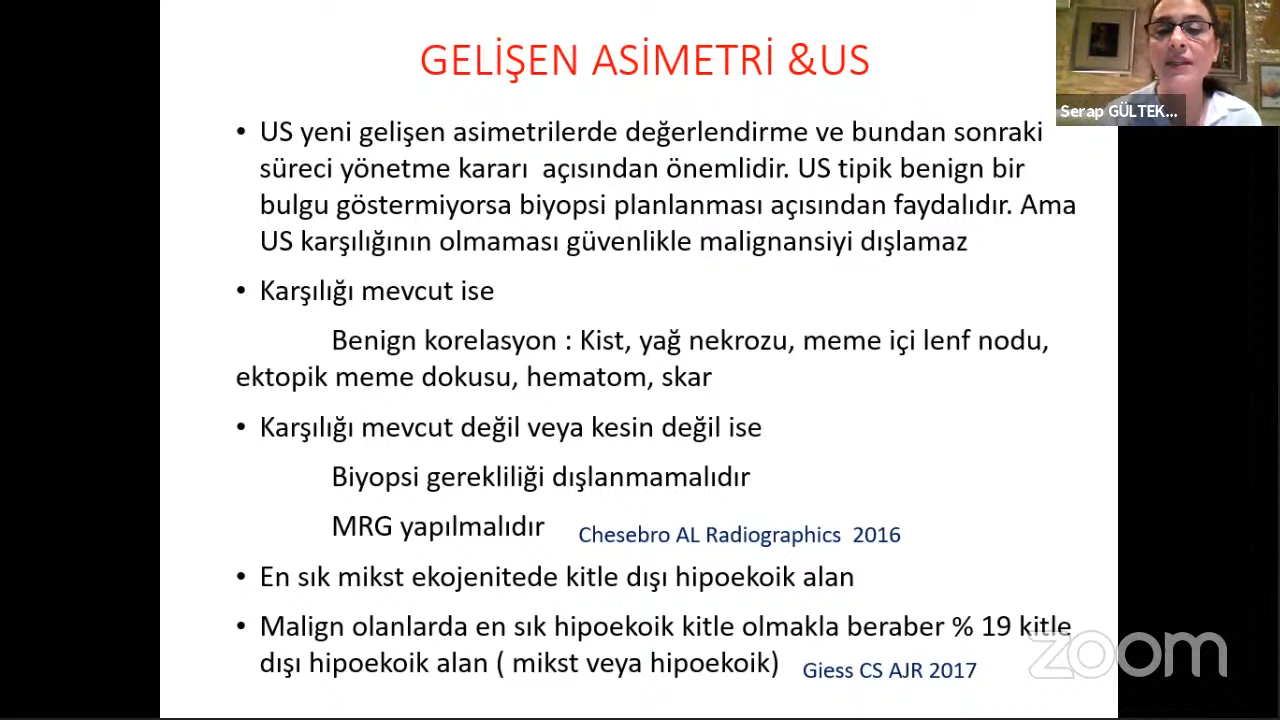 GELİŞEN ASİMETRİ &US
Serap GÜLTEK...
• US yeni gelişen asimetrilerde değerlendirme ve bundan sonraki
süreci yönetme kararı açısından önemlidir. US tipik benign bir
bulgu göstermiyorsa biyopsi planlanması açısından faydalıdır. Ama
US karşılığının olmaması güvenlikle malignansiyi dışlamaz
• Karşılığı mevcut ise
Benign korelasyon : Kist, yağ nekrozu, meme içi lenf nodu,
ektopik meme dokusu, hematom, skar
• Karşılığı mevcut değil veya kesin değil ise
Biyopsi gerekliliği dışlanmamalıdır
MRG yapılmalıdır Chesebro AL Radiographics 2016
• En sık mikst ekojenitede kitle dışı hipoekoik alan
• Malign olanlarda en sık hipoekoik kitle olmakla beraber % 19 kitle
dışı hipoekoik alan ( mikst veya hipoekoik) Giess CS AJR 2017
zoom